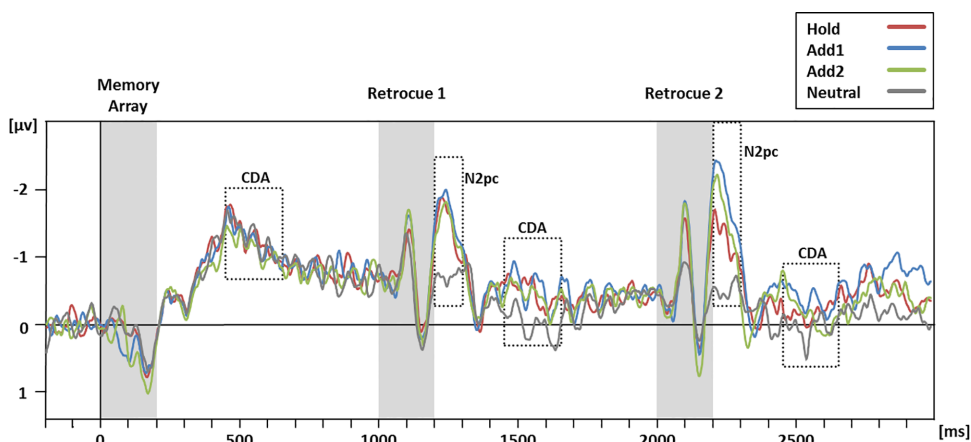 Hold
Add1
Add2
Neutral
Memory
Array
Retrocue 1
Retrocue 2
[µv]
CDA
N2pc
CDA
N2pc
CDA
-2
-1
0
1
0
500
1000
1500
2000
2500
[ms]